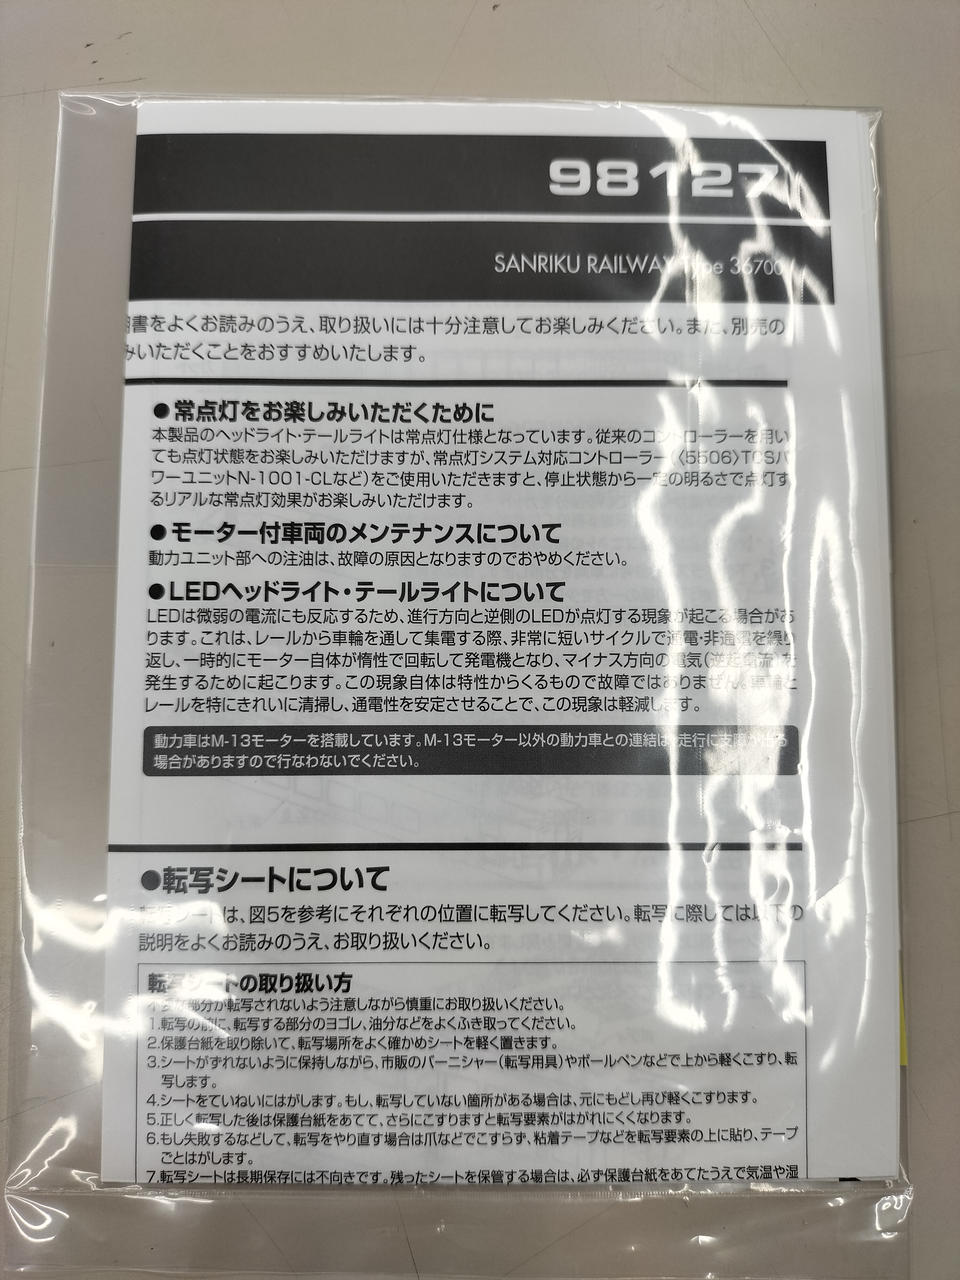 98127
SANRIKU RAILWAY Type 36700
書をよくお読みのうえ、取り扱いには十分注意してお楽しみください。また、別売の
いただくことをおすすめいたします。
●常点灯をお楽しみいただくために
本製品のヘッドライト・テールライトは常点灯仕様となっています。従来のコントローラーを用い
ても点灯状態をお楽しみいただけますが、常点灯システム対応コントローラー(〈5506〉TCSパ
ワーユニットN-1001-CLなど)をご使用いただきますと、停止状態から一定の明るさで点灯す
るリアルな常点灯効果がお楽しみいただけます。
●モーター付車両のメンテナンスについて
動力ユニット部への注油は、故障の原因となりますのでおやめください。
●LEDヘッドライト・テールライトについて
LEDは微弱の電流にも反応するため、進行方向と逆側のLEDが点灯する現象が起こる場合があ
ります。これは、レールから車輪を通して集電する際、非常に短いサイクルで通電・非通電を繰り
返し、一時的にモーター自体が惰性で回転して発電機となり、マイナス方向の電気(逆起電流)を
発生するために起こります。この現象自体は特性からくるもので故障ではありません。車輪と
レールを特にきれいに清掃し、通電性を安定させることで、この現象は軽減します。
動力車はM-13モーターを搭載しています。M-13モーター以外の動力車との連結は、走行に支障が出る
場合がありますので行なわないでください。
●転写シートについて
転写シートは、図5を参考にそれぞれの位置に転写してください。転写に際しては以下の
説明をよくお読みのうえ、お取り扱いください。
転写シートの取り扱い方
不要な部分が転写されないよう注意しながら慎重にお取り扱いください。
1.転写の前に、転写する部分のヨゴレ、油分などをよくふき取ってください。
2.保護台紙を取り除いて、転写場所をよく確かめシートを軽く置きます。
3.シートがずれないように保持しながら、市販のバーニシャー(転写用具)やボールペンなどで上から軽くこすり、転
写します。
4.シートをていねいにはがします。もし、転写していない箇所がある場合は、元にもどし再び軽くこすります。
5.正しく転写した後は保護台紙をあてて、さらにこすりますと転写要素がはがれにくくなります。
6.もし失敗するなどして、転写をやり直す場合は爪などでこすらず、粘着テープなどを転写要素の上に貼り、テープ
ごとはがします。
7.転写シートは長期保存には不向きです。残ったシートを保管する場合は、必ず保護台紙をあてたうえで気温や湿